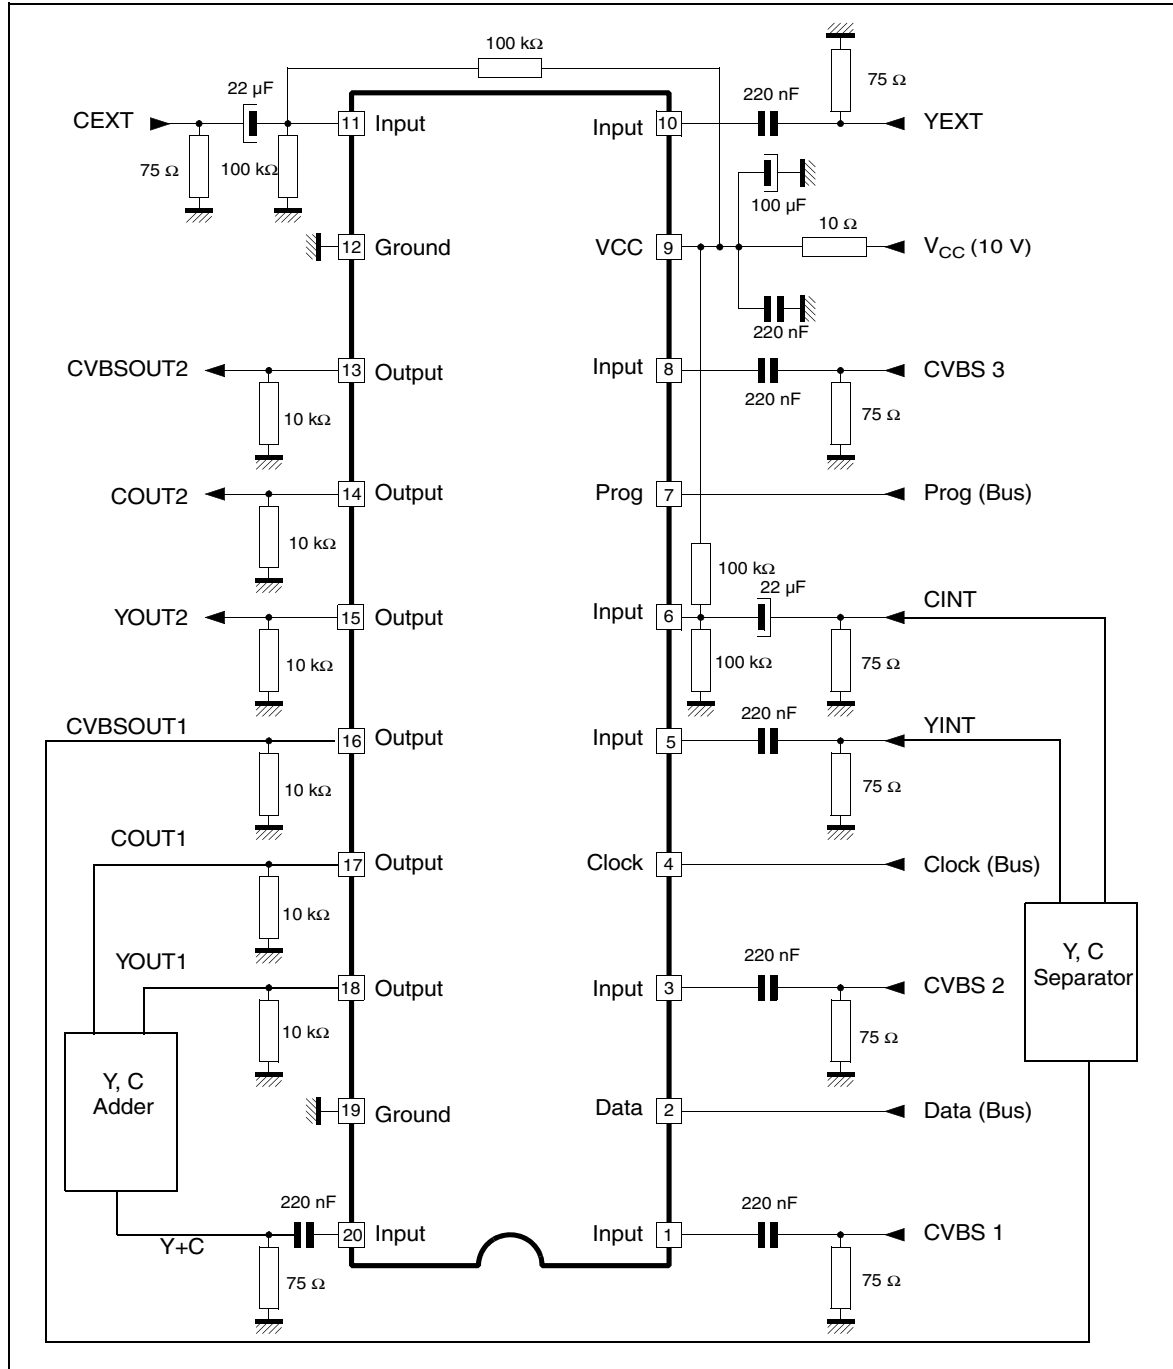 100 kΩ
75 Ω
22 µF
220 nF
CEXT
11
Input
Input
10
YEXT
75 Ω
100 kΩ
100 µF
10 Ω
12
Ground
VCC
9
VCC (10 V)
220 nF
CVBSOUT2
13
Output
Input
8
CVBS 3
220 nF
10 kΩ
75 Ω
COUT2
14
Output
Prog
7
Prog (Bus)
10 kΩ
100 kΩ
22 µF
YOUT2
15
Output
Input
6
CINT
10 kΩ
100 kΩ
75 Ω
220 nF
CVBSOUT1
16
Output
Input
5
YINT
10 kΩ
75 Ω
COUT1
17
Output
Clock
4
Clock (Bus)
10 kΩ
YOUT1
220 nF
Y, C
Separator
18
Output
Input
3
CVBS 2
10 kΩ
75 Ω
Y, C
Adder
19
Ground
Data
2
Data (Bus)
220 nF
220 nF
Y+C
20
Input
Input
1
CVBS 1
75 Ω
75 Ω